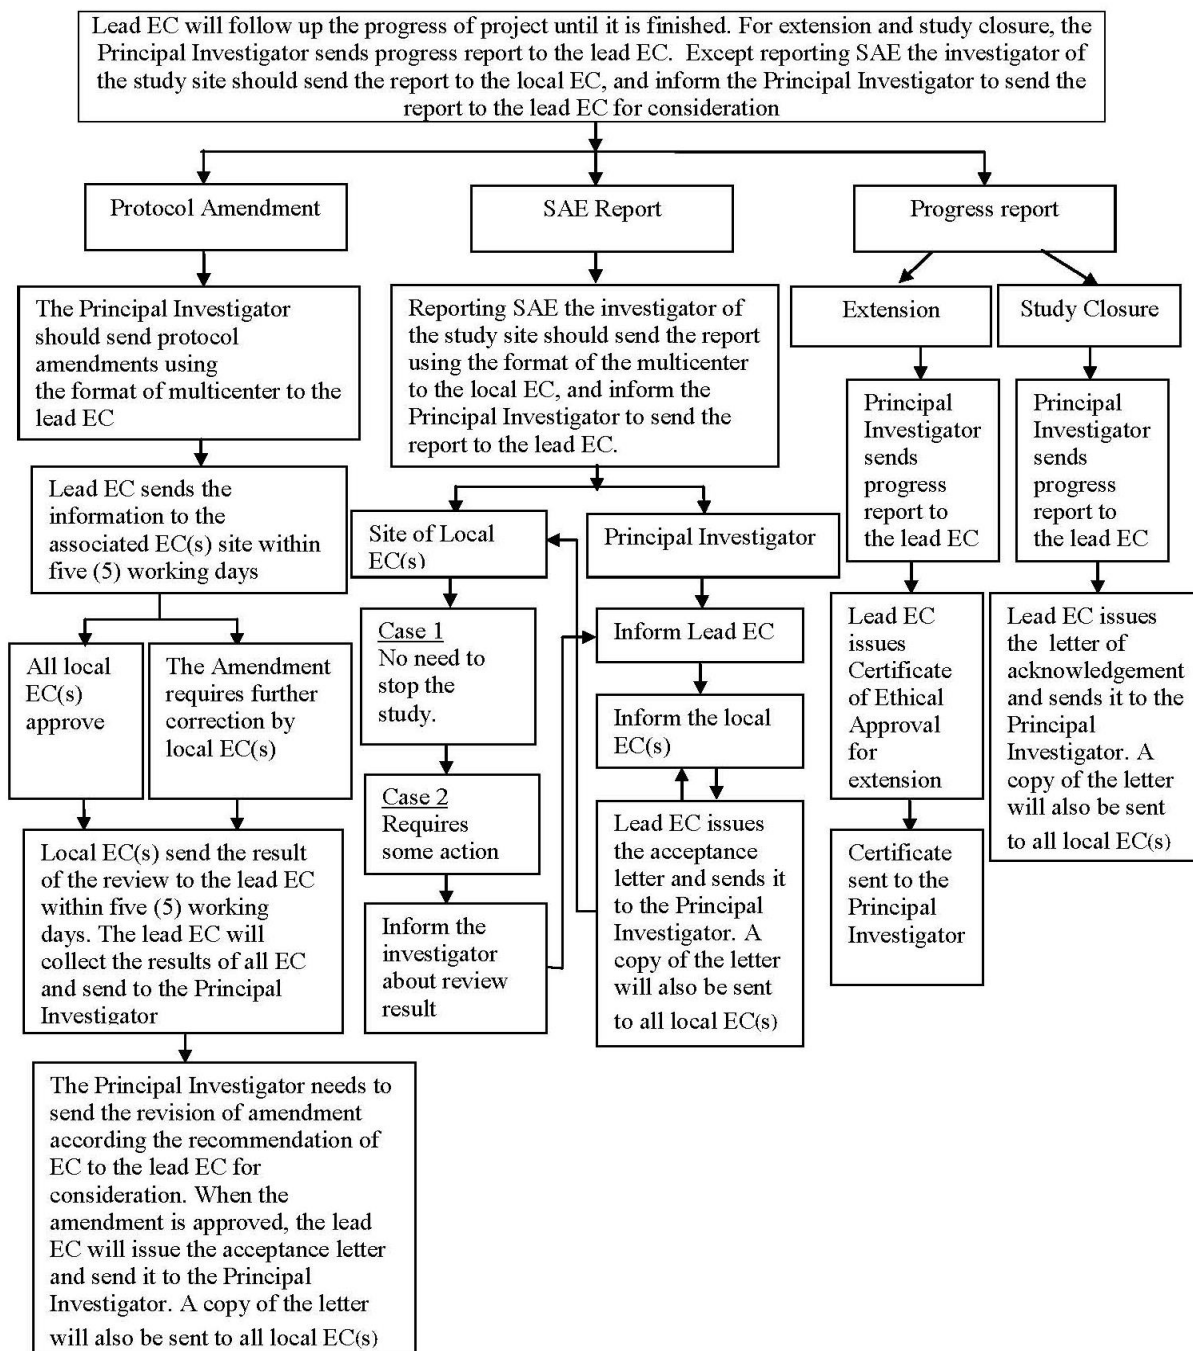 Lead EC will follow up the progress of project until it is finished. For extension and study closure, the
Principal Investigator sends progress report to the lead EC.  Except reporting SAE the investigator of
the study site should send the report to the local EC, and inform the Principal Investigator to send the
report to the lead EC for consideration
Protocol Amendment
SAE Report
Progress report
The Principal Investigator
should send protocol
amendments using
the format of multicenter to the
lead EC
Lead EC sends the
information to the
associated EC(s) site within
five (5) working days
All local
EC(s)
approve
The Amendment
requires further
correction by
local EC(s)
Local EC(s) send the result
of the review to the lead EC
within five (5) working
days. The lead EC will
collect the results of all EC
and send to the Principal
Investigator
The Principal Investigator needs to
send the revision of amendment
according the recommendation of
EC to the lead EC for
consideration. When the
amendment is approved, the lead
EC will issue the acceptance letter
and send it to the Principal
Investigator. A copy of the letter
will also be sent to all local EC(s)
Reporting SAE the investigator of
the study site should send the report
using the format of the multicenter
to the local EC, and inform the
Principal Investigator to send the
report to the lead EC.
Site of Local
EC(s)
Case 1
No need to
stop the
study.
Case 2
Requires
some action
Inform the
investigator
about review
result
Principal Investigator
Inform Lead EC
Inform the local
EC(s)
Lead EC issues
the acceptance
letter and sends it
to the Principal
Investigator. A
copy of the letter
will also be sent
to all local EC(s)
Extension
Principal
Investigator
sends
progress
report to
the lead EC
Lead EC
issues
Certificate
of Ethical
Approval
for
extension
Certificate
sent to the
Principal
Investigator
Study Closure
Principal
Investigator
sends
progress
report to
the lead EC
Lead EC issues
the  letter of
acknowledgement
and sends it to the
Principal
Investigator. A
copy of the letter
will also be sent
to all local EC(s)